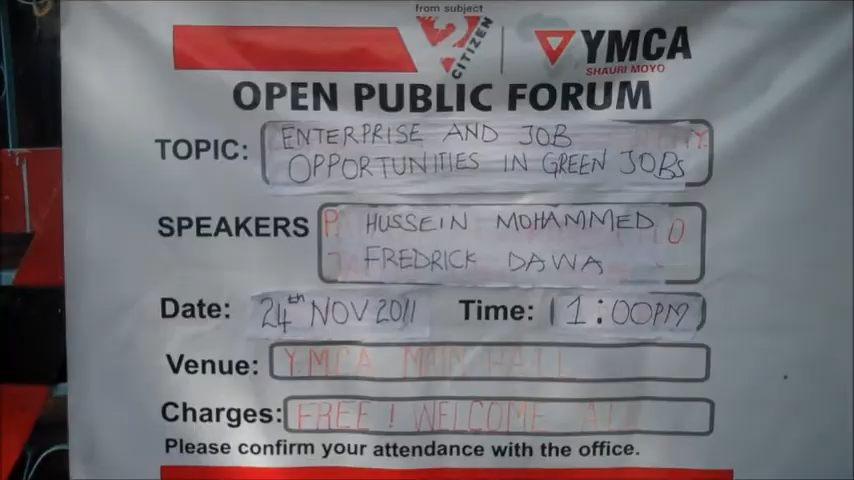 from subject
2
CITIZEN
YMCA
SHAURI MOYO
OPEN PUBLIC FORUM
TOPIC: ENTERPRISE AND JOB
OPPORTUNITIES IN GREEN JOBS
SPEAKERS HUSSEIN MOHAMMED
FREDRICK DAWA
Date: 24th NOV 2011 Time: 1:00PM
Venue: YMCA MAIN HALL
Charges: FREE! WELCOME ALL
Please confirm your attendance with the office.